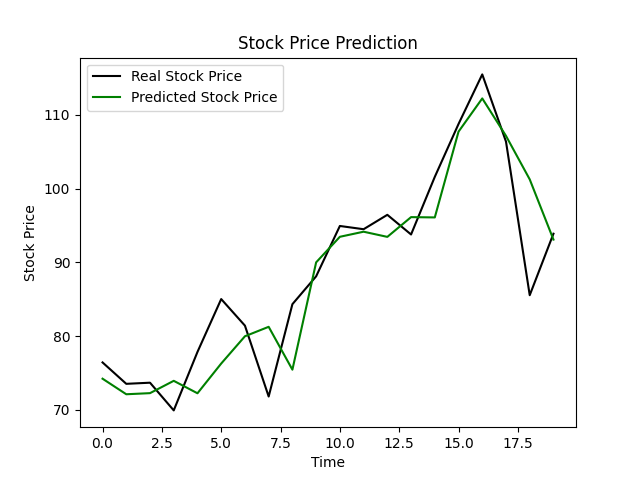 Stock Price Prediction
Real Stock Price
Predicted Stock Price
Stock Price
110
100
90
80
70
0.0 2.5 5.0 7.5 10.0 12.5 15.0 17.5
Time